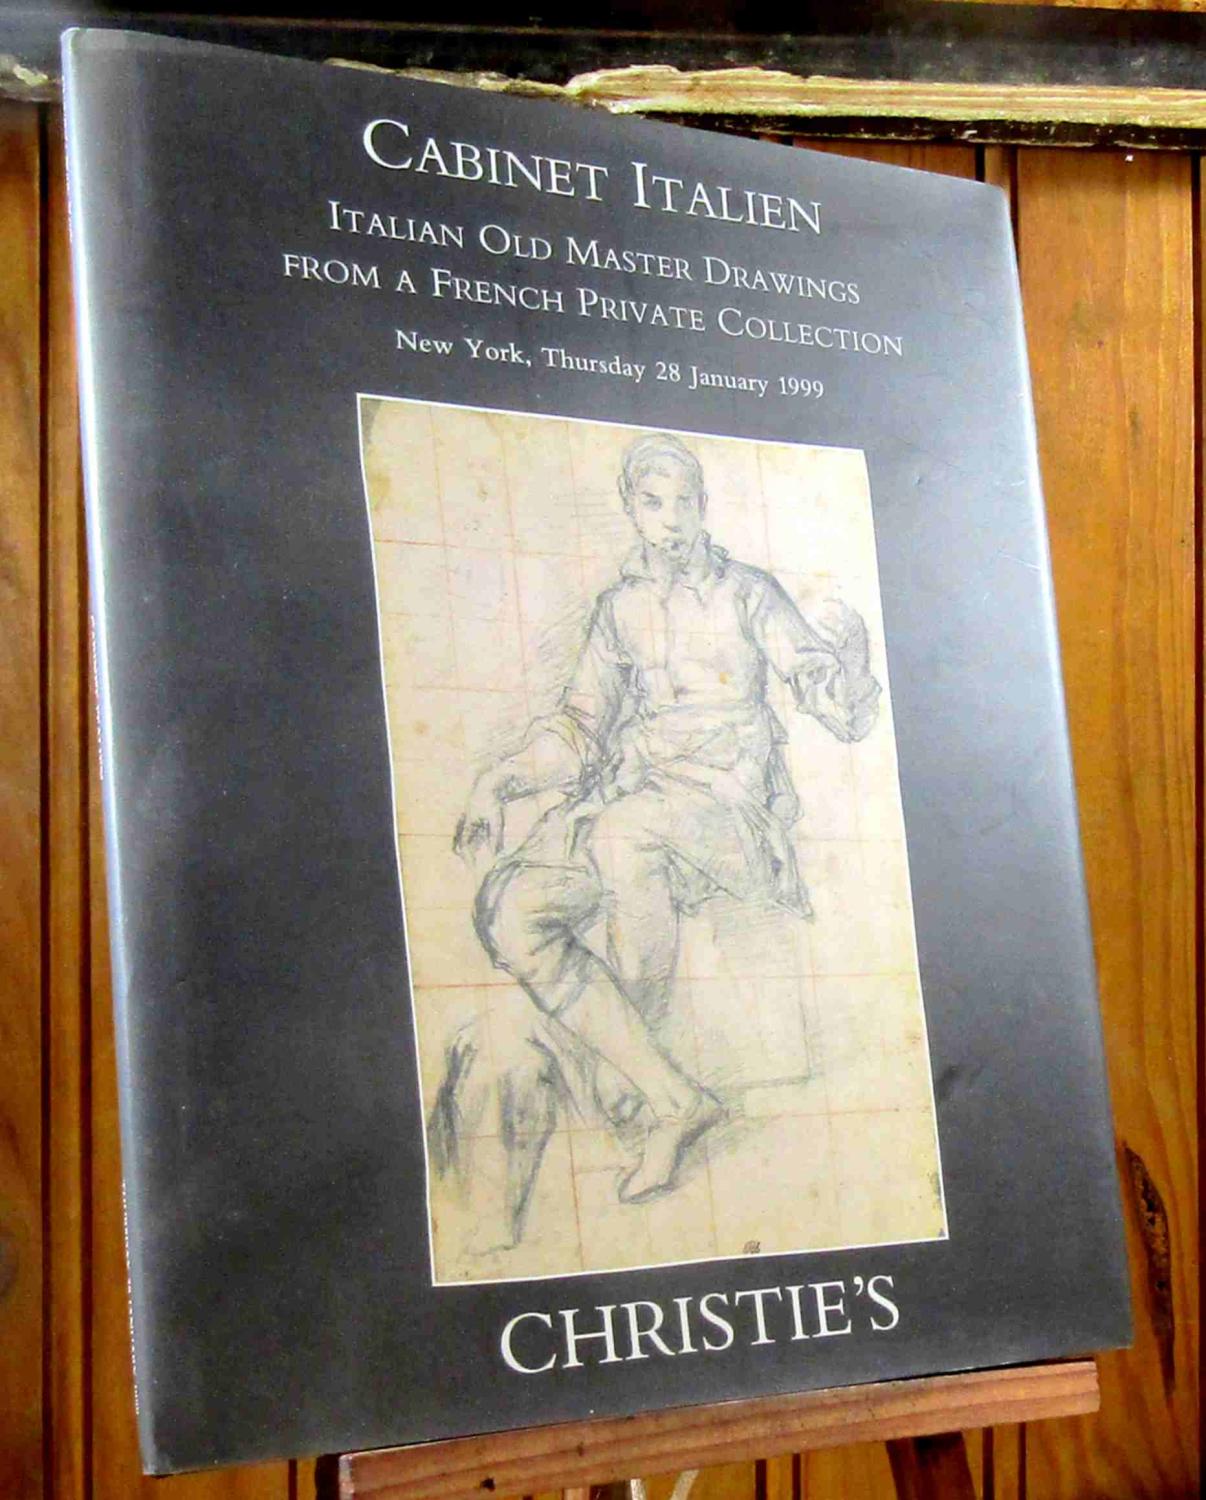 CABINET ITALIEN
ITALIAN OLD MASTER DRAWINGS
FROM A FRENCH PRIVATE COLLECTION
New York, Thursday 28 January 1999
CHRISTIE'S